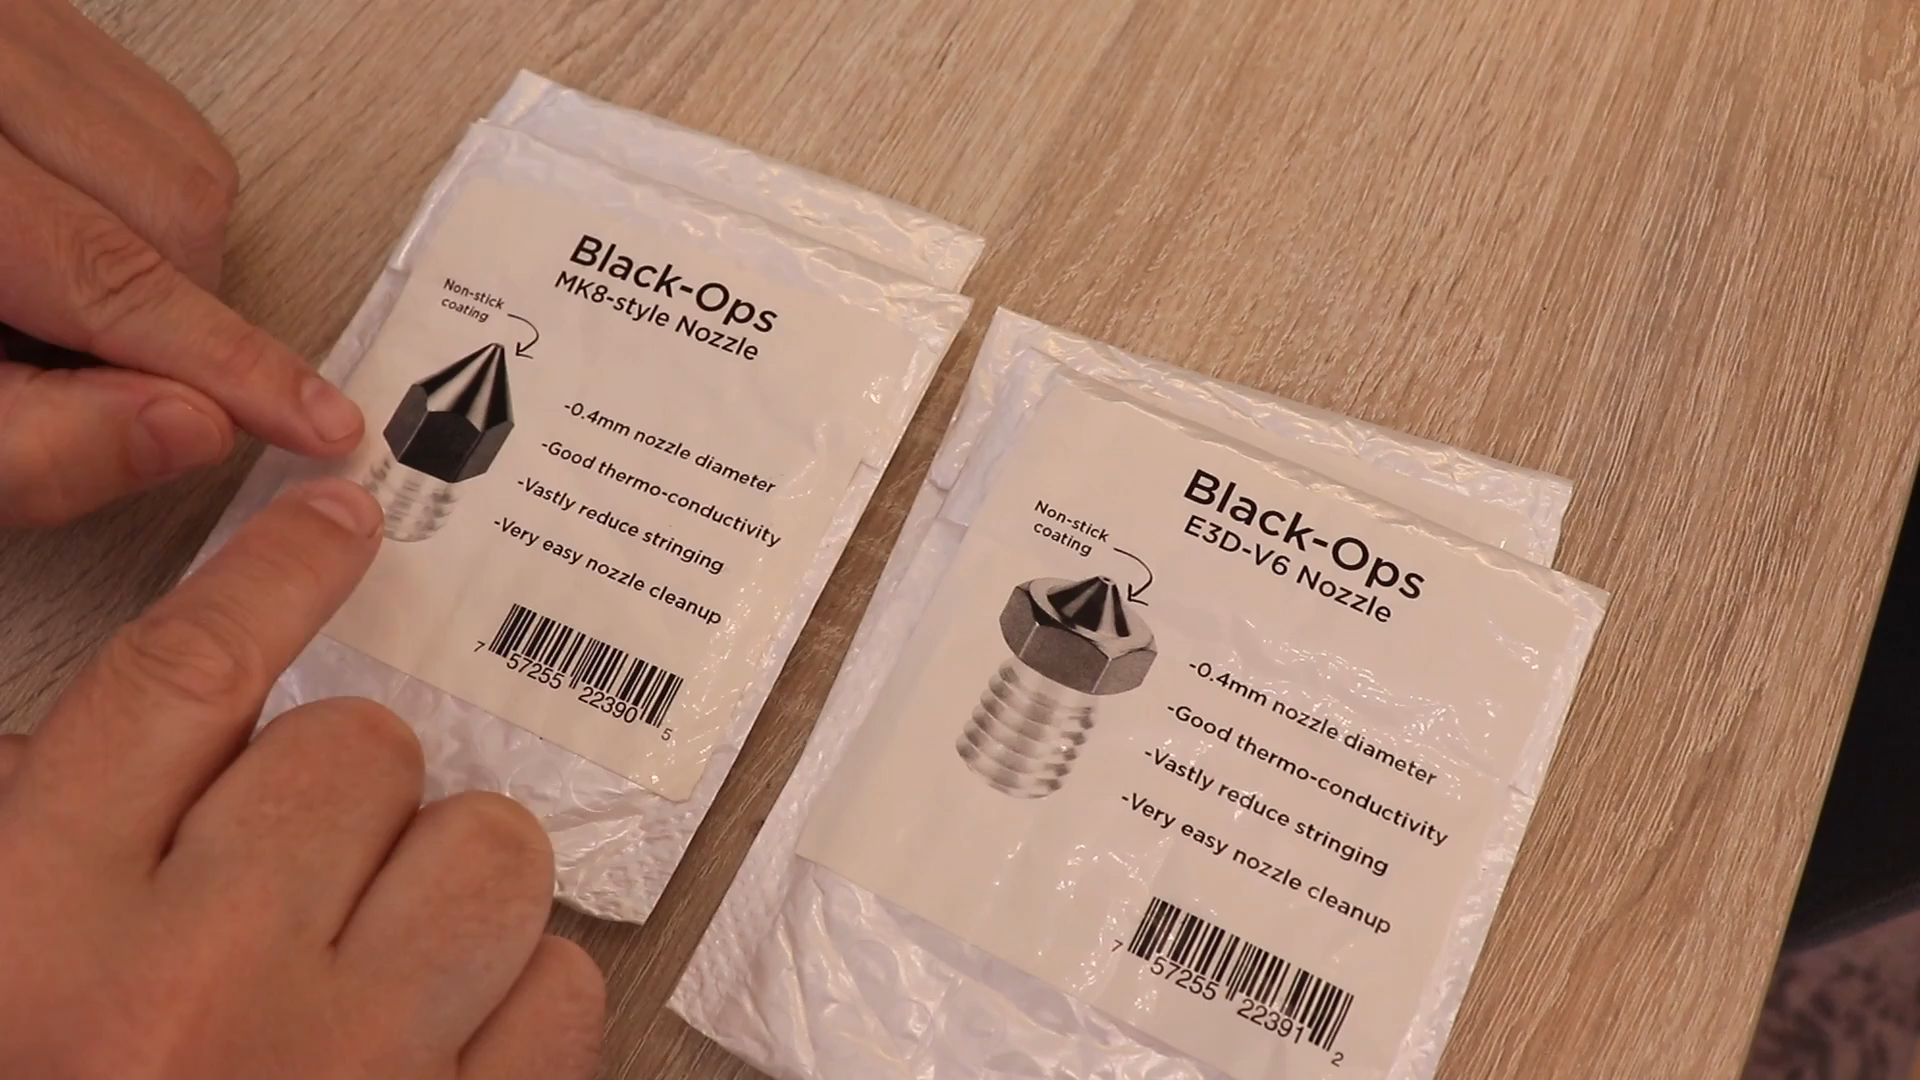 Black-Ops
MK8-style Nozzle
Non-stick
coating
-0.4mm nozzle diameter
-Good thermo-conductivity
-Vastly reduce stringing
-Very easy nozzle cleanup
7 57255 22390 5
Black-Ops
E3D-V6 Nozzle
Non-stick
coating
-0.4mm nozzle diameter
-Good thermo-conductivity
-Vastly reduce stringing
-Very easy nozzle cleanup
7 57255 22391 2